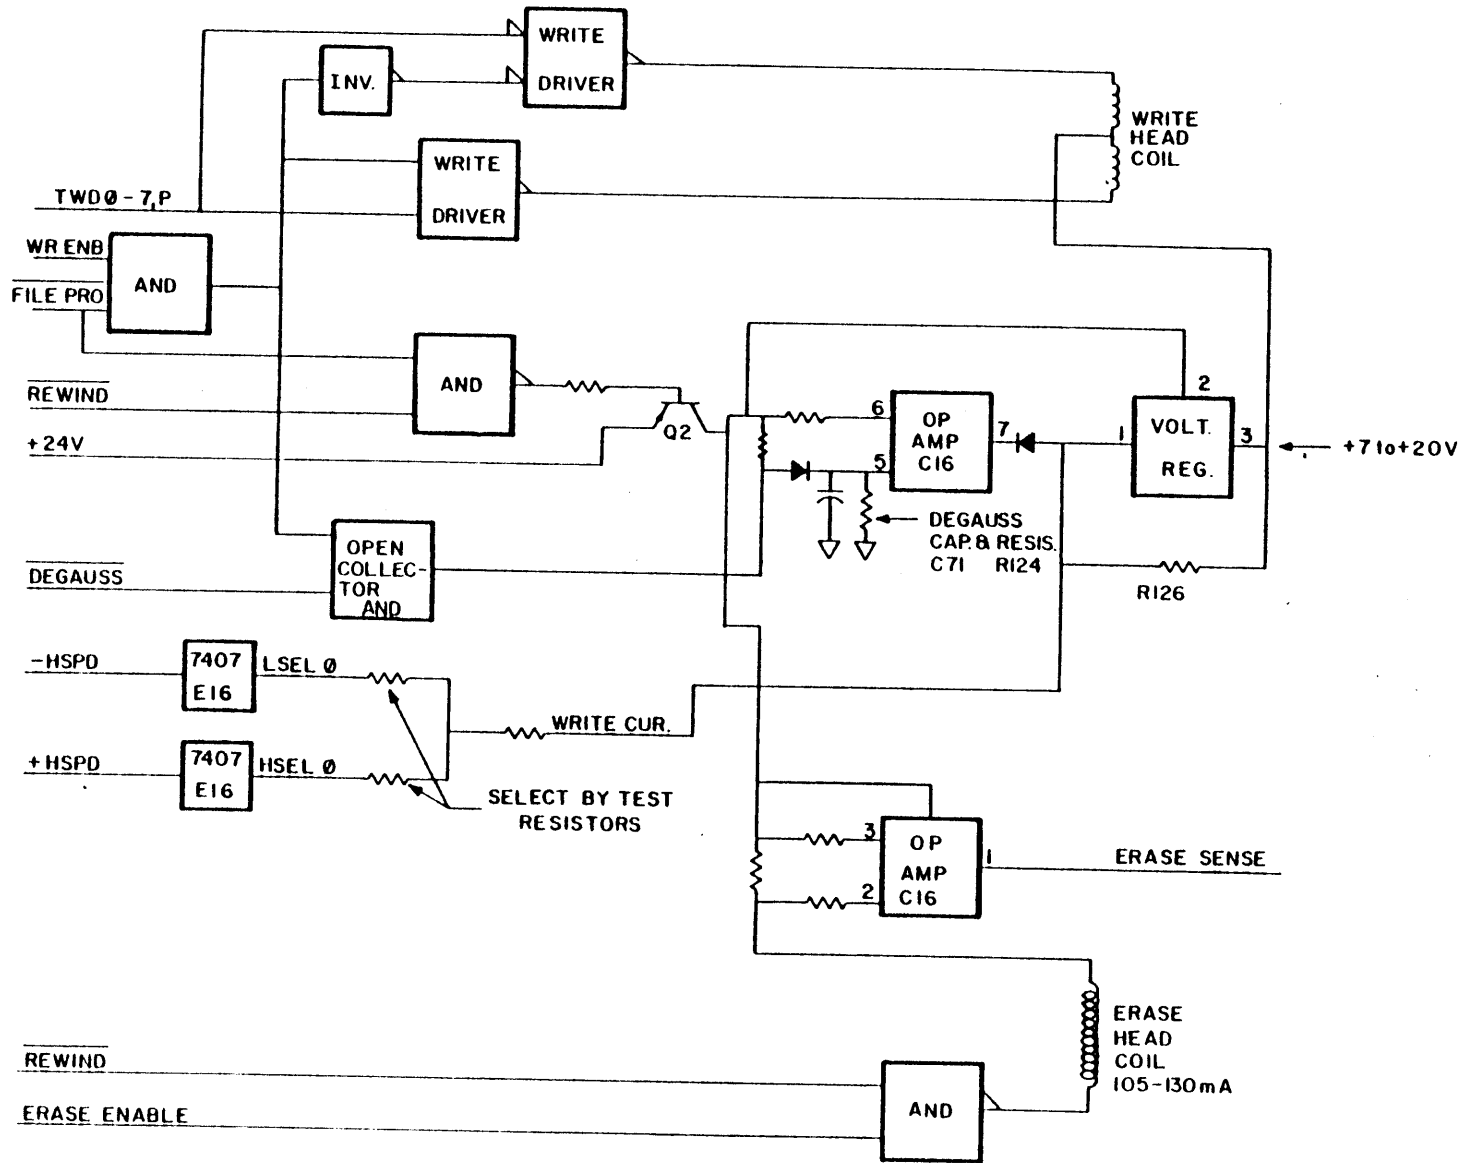 WRITE
DRIVER
INV.
WRITE
HEAD
COIL
WRITE
DRIVER
TWD0-7,P
WR ENB
AND
FILE PRO
AND
REWIND
Q2
+24V
6
OP
AMP
C16
7
5
2
1
VOLT.
REG.
3
+7 to +20V
DEGAUSS
CAP. & RESIS.
C71 R124
R126
OPEN
COLLEC-
TOR
AND
DEGAUSS
-HSPD
7407
E16
LSEL 0
WRITE CUR.
+HSPD
7407
E16
HSEL 0
SELECT BY TEST
RESISTORS
3
OP
AMP
C16
2
1
ERASE SENSE
ERASE
HEAD
COIL
105-130mA
REWIND
ERASE ENABLE
AND